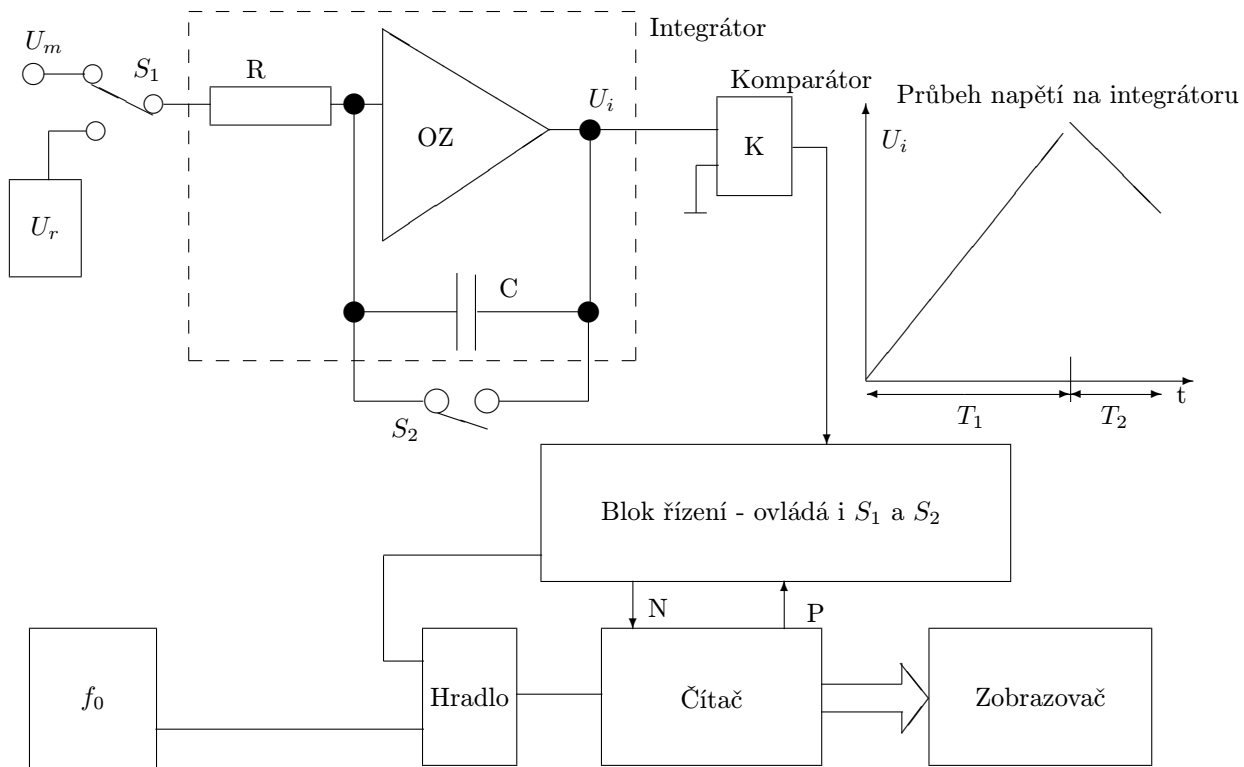 Integrátor
U_m
S_1
R
Komparátor
U_i
OZ
K
Průbeh napětí na integrátoru
U_i
U_r
C
S_2
t
T_1
T_2
Blok řízení - ovládá i S_1 a S_2
N
P
f_0
Hradlo
Čítač
Zobrazovač